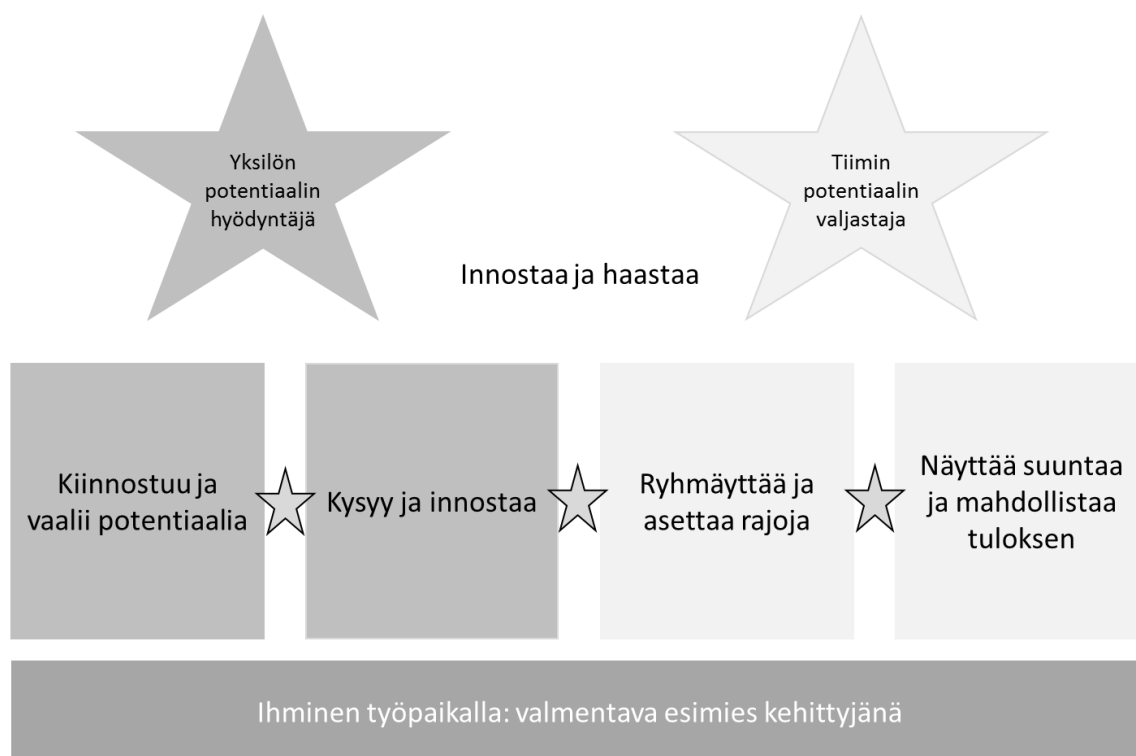 Yksilön
potentiaalin
hyödyntäjä
Tiimin
potentiaalin
valjastaja
Innostaa ja haastaa
Kiinnostuu ja
vaalii potentiaalia
Kysyy ja innostaa
Ryhmäyttää ja
asettaa rajoja
Näyttää suuntaa
ja mahdollistaa
tuloksen
Ihminen työpaikalla: valmentava esimies kehittyjänä